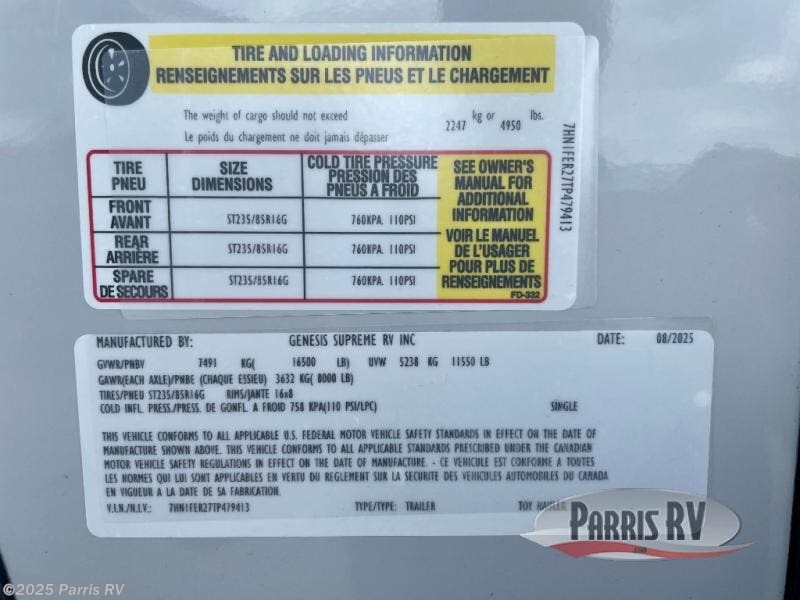 TIRE AND LOADING INFORMATION
RENSEIGNEMENTS SUR LES PNEUS ET LE CHARGEMENT
The weight of cargo should not exceed
Le poids du chargement ne doit jamais dépasser
2247 kg or 4950 lbs.
7HN1FER27TP479413
TIRE PNEU
SIZE DIMENSIONS
COLD TIRE PRESSURE PRESSION DES PNEUS A FROID
SEE OWNER'S MANUAL FOR ADDITIONAL INFORMATION
VOIR LE MANUEL DE L'USAGER POUR PLUS DE RENSEIGNEMENTS
FD-332
FRONT AVANT ST235/85R16G 760KPA. 110PSI
REAR ARRIÈRE ST235/85R16G 760KPA. 110PSI
SPARE DE SECOURS ST235/85R16G 760KPA. 110PSI
MANUFACTURED BY: GENESIS SUPREME RV INC DATE: 08/2025
GVWR/PNBV 7491 KG( 16500 LB) UVW 5238 KG 11550 LB
GAWR(EACH AXLE)/PNBE (CHAQUE ESSIEU) 3632 KG( 8000 LB)
TIRES/PNEU ST235/85R16G RIMS/JANTE 16x8
COLD INFL. PRESS/PRESS. DE GONFL. A FROID 758 KPA(110 PSI/LPC) SINGLE
THIS VEHICLE CONFORMS TO ALL APPLICABLE U.S. FEDERAL MOTOR VEHICLE SAFETY STANDARDS IN EFFECT ON THE DATE OF
MANUFACTURE SHOWN ABOVE. THIS VEHICLE CONFORMS TO ALL APPLICABLE STANDARDS PRESCRIBED UNDER THE CANADIAN
MOTOR VEHICLE SAFETY REGULATIONS IN EFFECT ON THE DATE OF MANUFACTURE. - CE VEHICULE EST CONFORME A TOUTES
LES NORMES QUI LUI SONT APPLICABLES EN VERTU DU REGLEMENT SUR LA SECURITE DES VEHICULES AUTOMOBILES DU CANADA
EN VIGUEUR A LA DATE DE SA FABRICATION.
V.I.N./N.I.V.: 7HN1FER27TP479413 TYPE/TYPE: TRAILER TOY HAULER
PARRIS RV
©2025 Parris RV